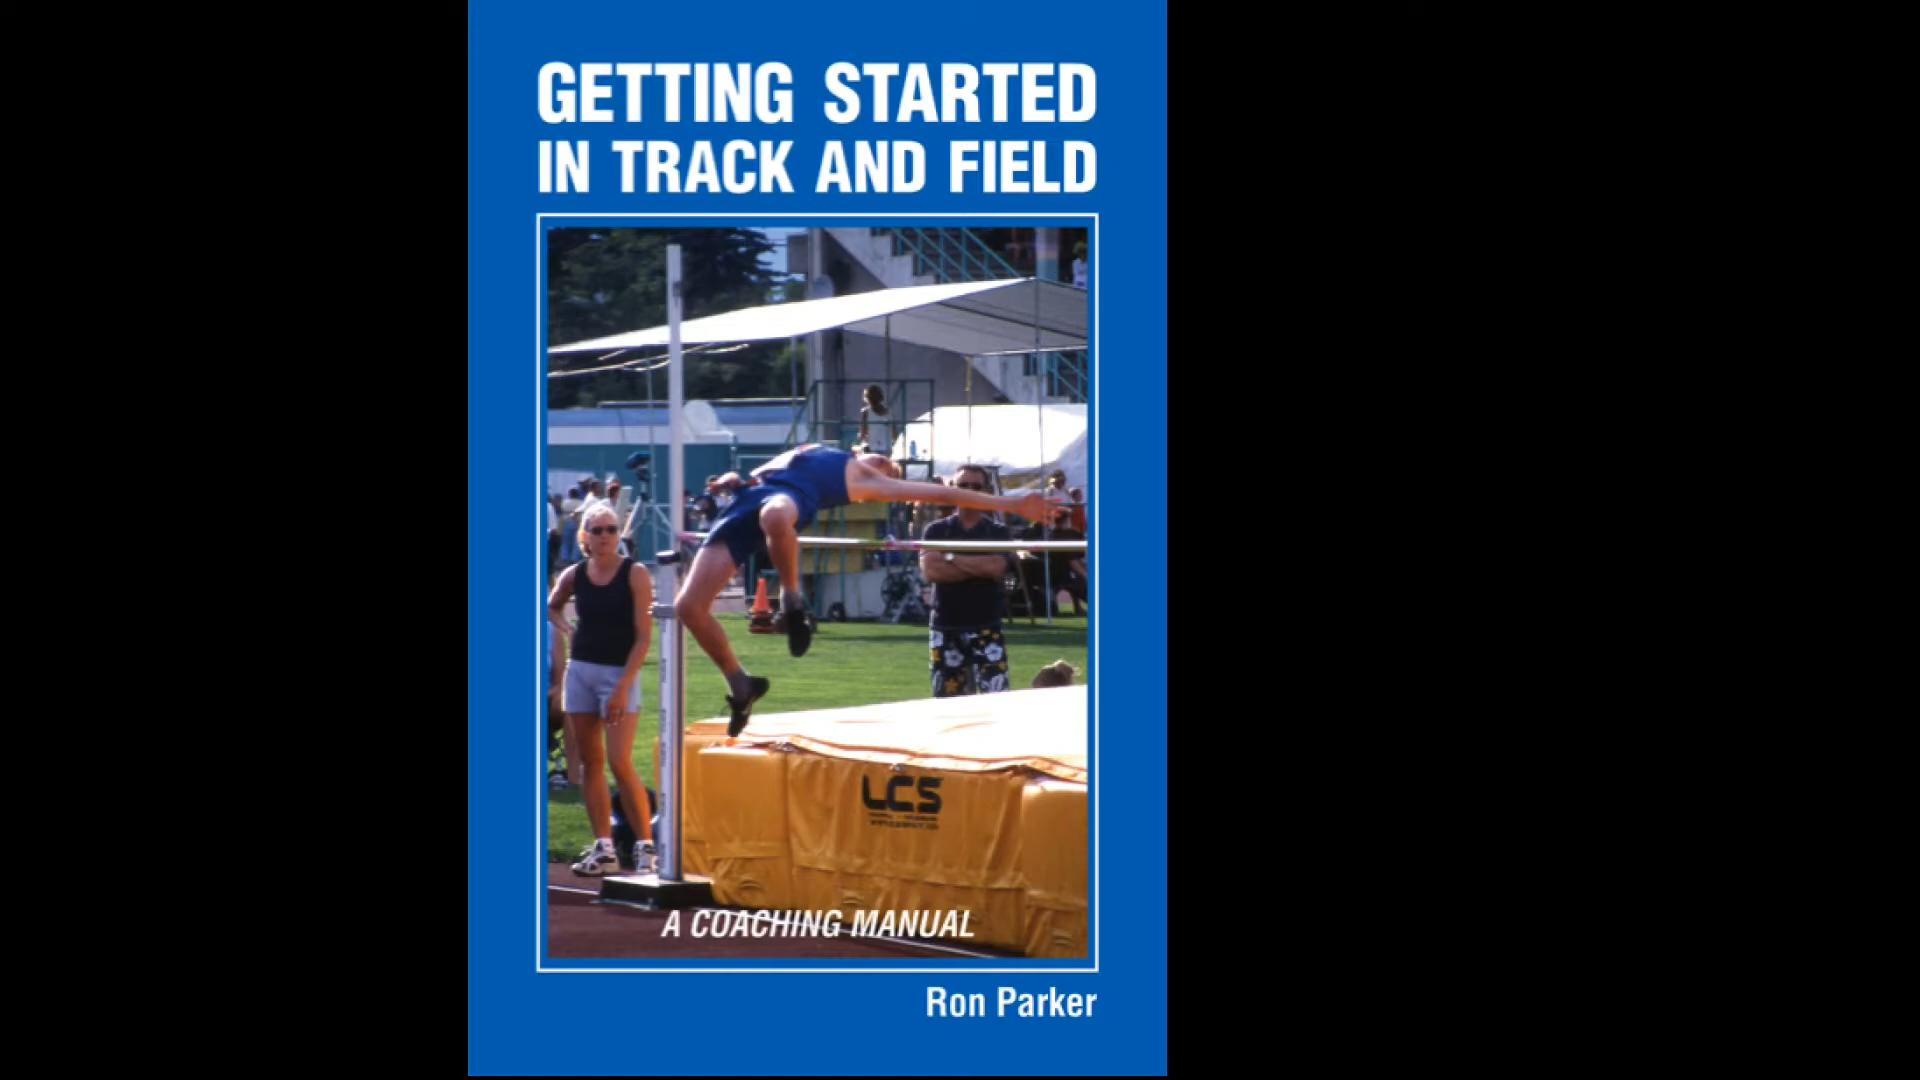 GETTING STARTED
IN TRACK AND FIELD
LCS
A COACHING MANUAL
Ron Parker